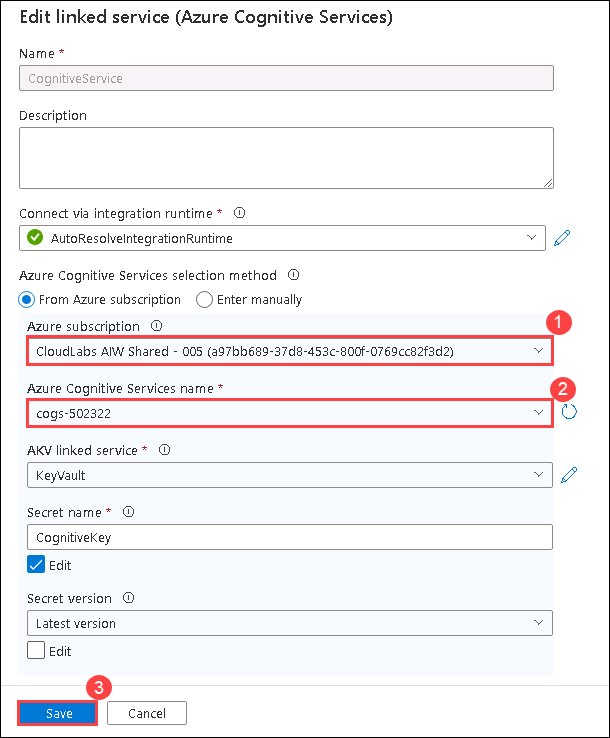 Edit linked service (Azure Cognitive Services)
Name *
CognitiveService
Description
Connect via integration runtime *
AutoResolveIntegrationRuntime
Azure Cognitive Services selection method
From Azure subscription Enter manually
Azure subscription
1
CloudLabs AIW Shared - 005 (a97bb689-37d8-453c-800f-0769cc82f3d2)
Azure Cognitive Services name *
2
cogs-502322
AKV linked service *
KeyVault
Secret name *
CognitiveKey
Edit
Secret version
Latest version
Edit
3
Save Cancel